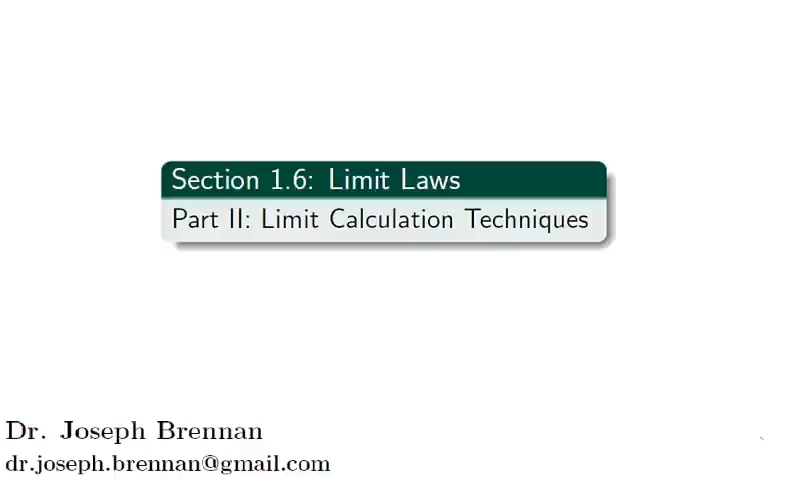 Section 1.6: Limit Laws
Part II: Limit Calculation Techniques
Dr. Joseph Brennan
dr.joseph.brennan@gmail.com